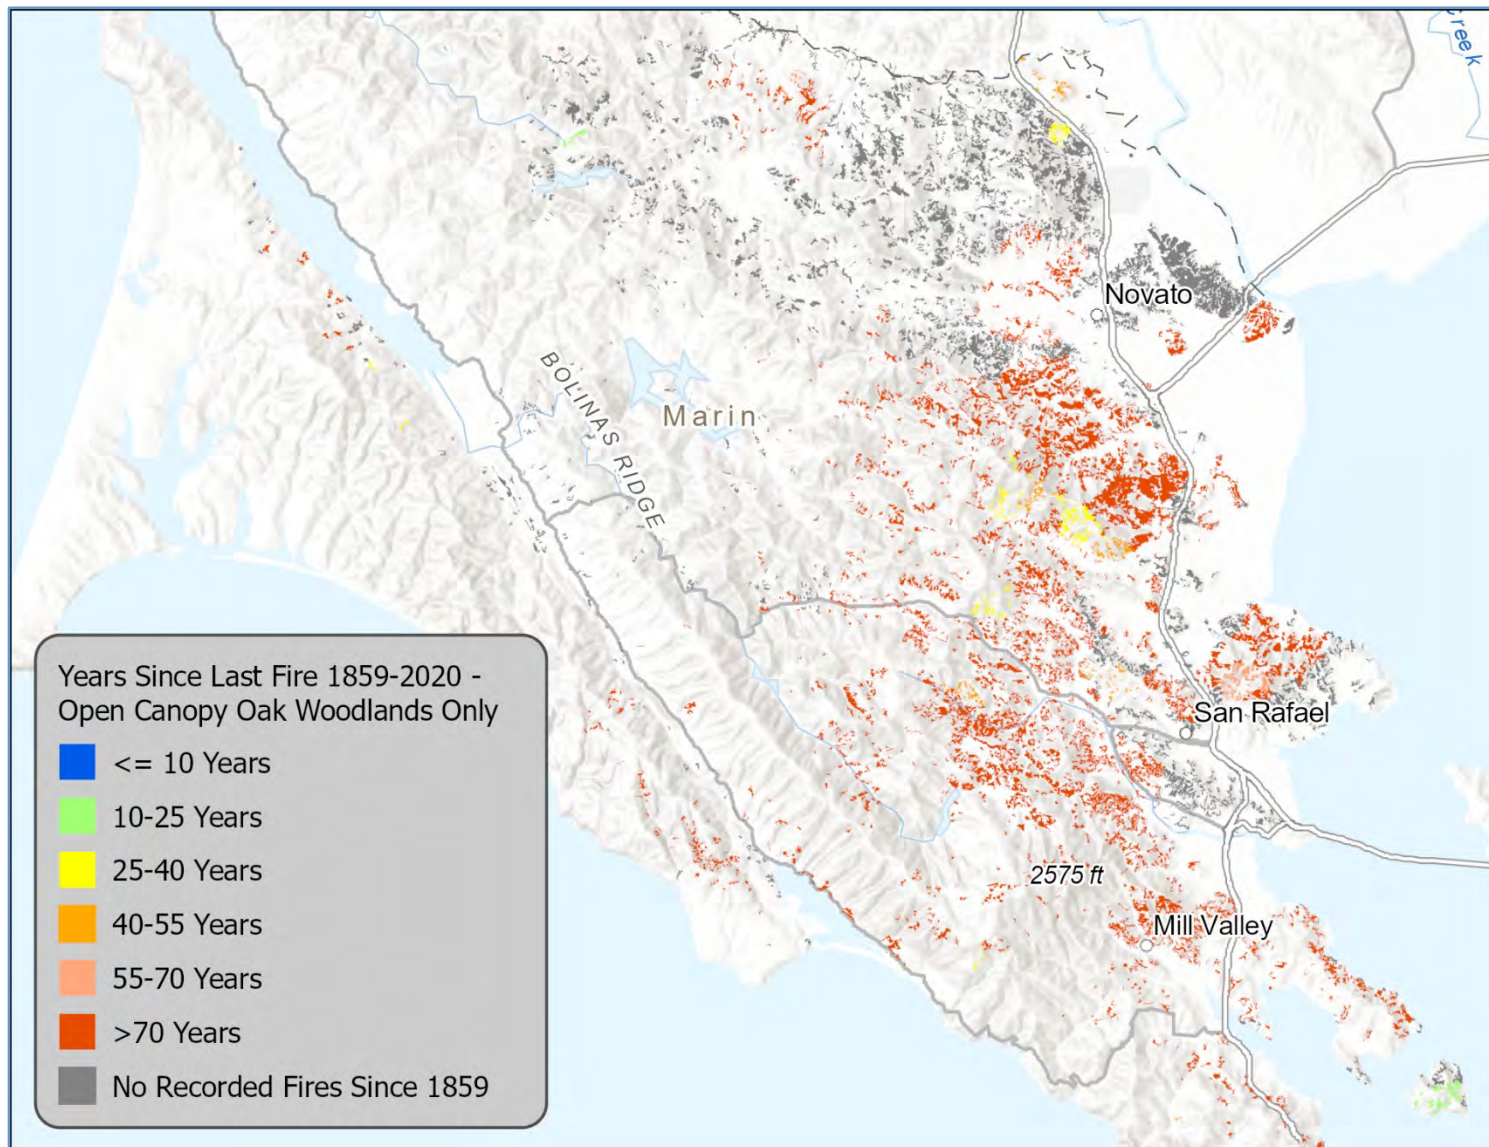 Creek
Novato
BOLINAS RIDGE
Marin
San Rafael
2575 ft
Mill Valley
Years Since Last Fire 1859-2020 -
Open Canopy Oak Woodlands Only
<= 10 Years
10-25 Years
25-40 Years
40-55 Years
55-70 Years
>70 Years
No Recorded Fires Since 1859